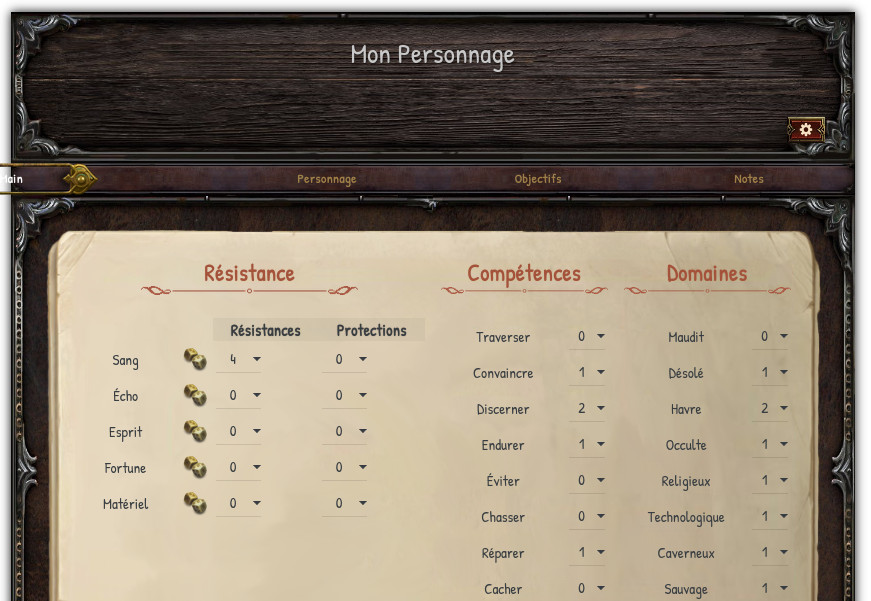 Mon Personnage
Personnage Objectifs Notes
Résistance Compétences Domaines
Résistances Protections
Traverser 0 Maudit 0
Sang 4 0
Convaincre 1 Désolé 1
Écho 0 0
Discerner 2 Havre 2
Esprit 0 0
Endurer 1 Occulte 1
Fortune 0 0
Éviter 0 Religieux 1
Matériel 0 0
Chasser 0 Technologique 1
Réparer 1 Caverneux 1
Cacher 0 Sauvage 1